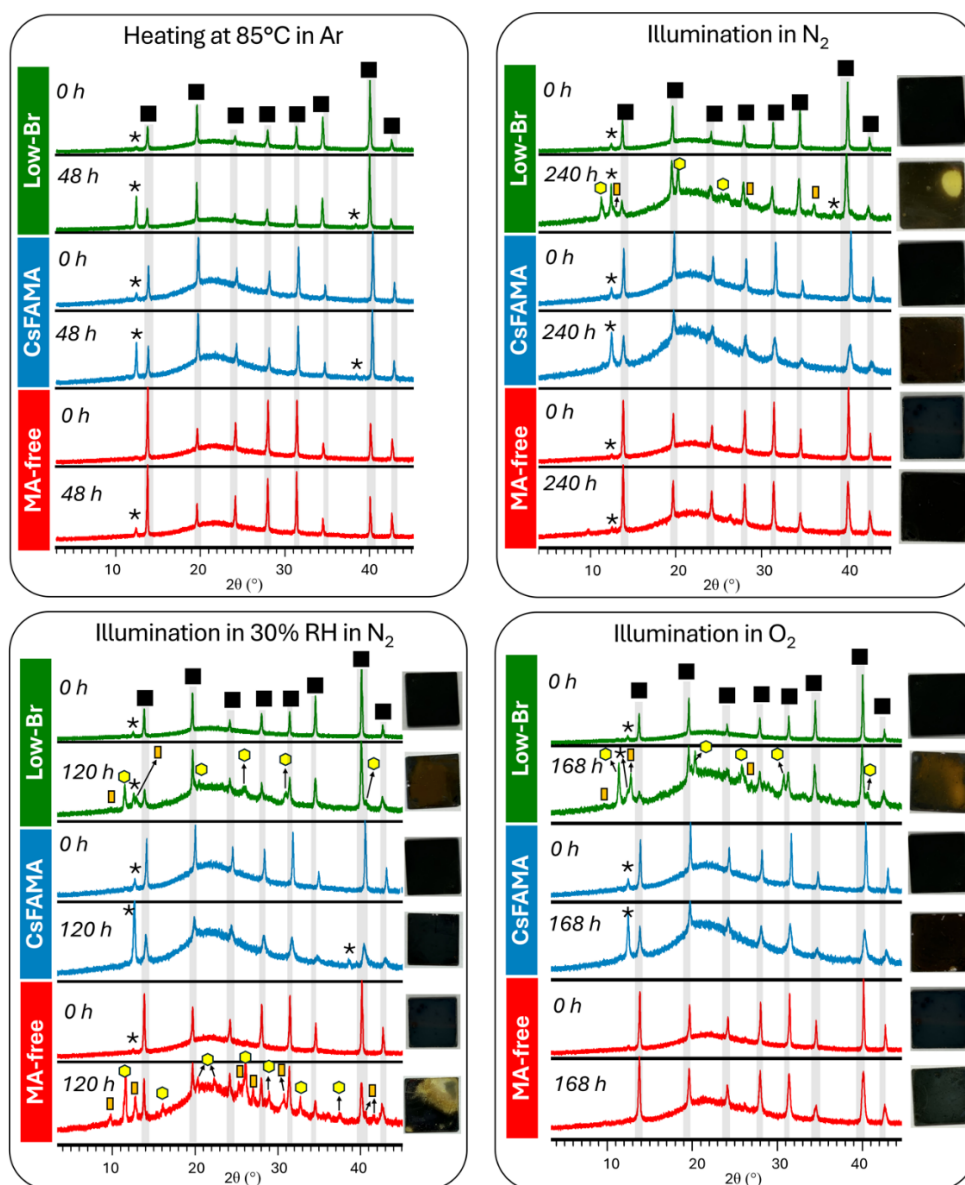 Heating at 85°C in Ar
Low-Br
0 h
*
48 h
*
*
CsFAMA
0 h
*
48 h
*
*
MA-free
0 h
48 h
*
10 20 30 40
2θ (°)
Illumination in N₂
Low-Br
0 h
*
240 h
*
*
CsFAMA
0 h
*
240 h
*
MA-free
0 h
*
240 h
*
10 20 30 40
2θ (°)
Illumination in 30% RH in N₂
Low-Br
0 h
*
120 h
*
CsFAMA
0 h
*
120 h
*
*
MA-free
0 h
*
120 h
10 20 30 40
2θ (°)
Illumination in O₂
Low-Br
0 h
*
168 h
*
CsFAMA
0 h
*
168 h
*
MA-free
0 h
168 h
10 20 30 40
2θ (°)